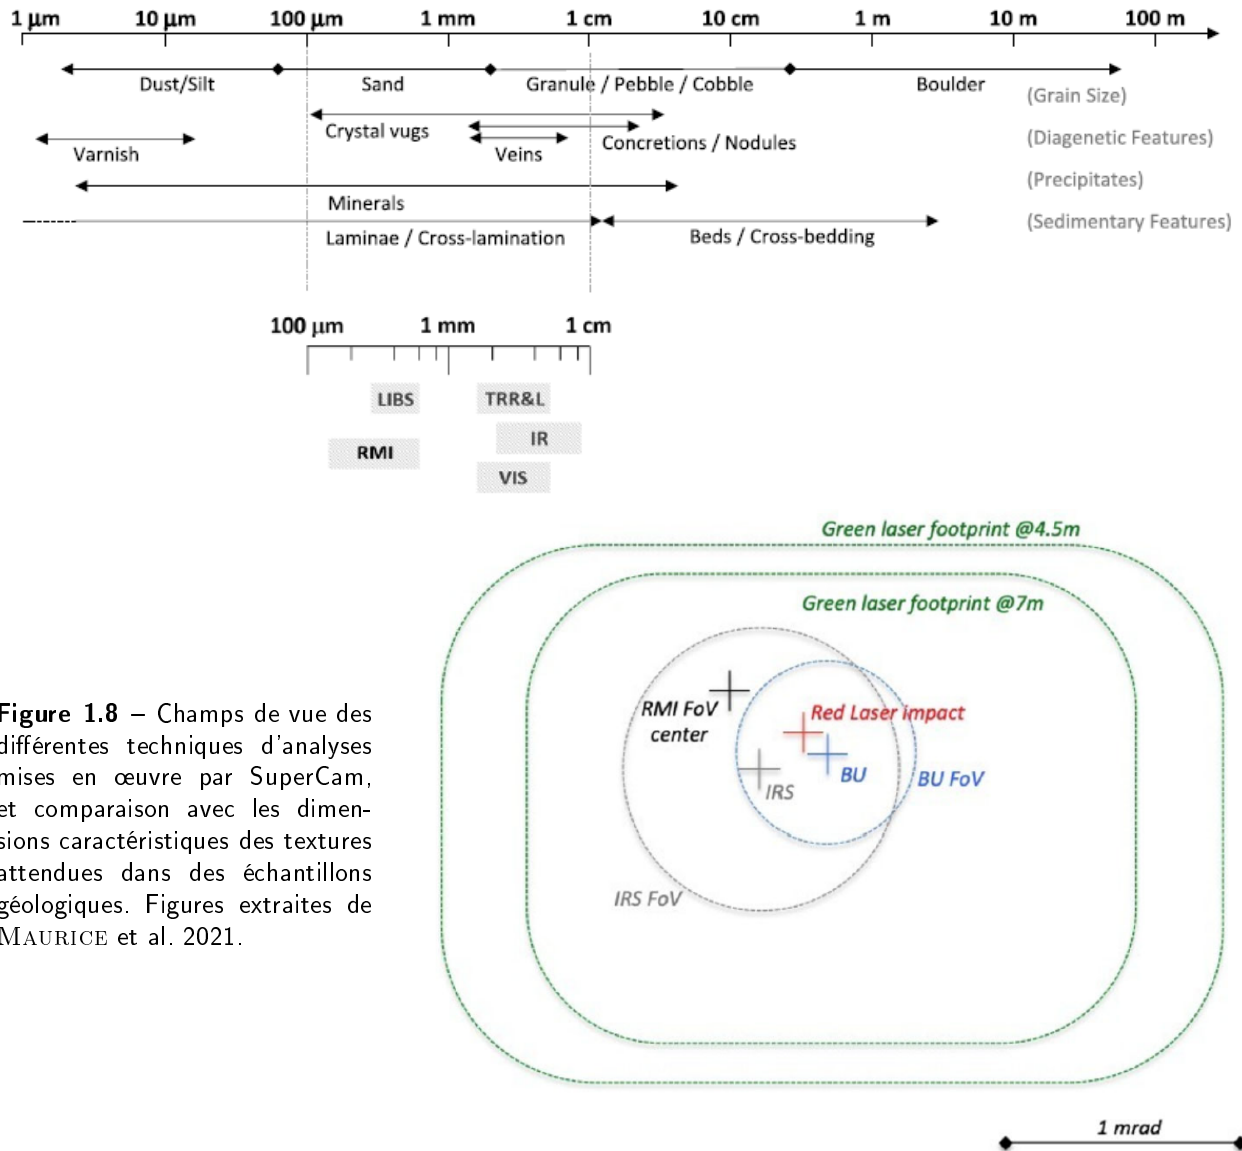 1 µm 10 µm 100 µm 1 mm 1 cm 10 cm 1 m 10 m 100 m
Dust/Silt Sand Granule / Pebble / Cobble Boulder
(Grain Size)
Crystal vugs
Concretions / Nodules
(Diagenetic Features)
Varnish Veins
(Precipitates)
Minerals
(Sedimentary Features)
Laminae / Cross-lamination Beds / Cross-bedding
100 µm 1 mm 1 cm
LIBS TRR&L
IR
RMI
VIS
Green laser footprint @4.5m
Green laser footprint @7m
RMI FoV
center
Red Laser impact
BU
BU FoV
IRS
IRS FoV
1 mrad
Figure 1.8 – Champs de vue des
différentes techniques d'analyses
mises en œuvre par SuperCam,
et comparaison avec les dimen-
sions caractéristiques des textures
attendues dans des échantillons
géologiques. Figures extraites de
MAURICE et al. 2021.